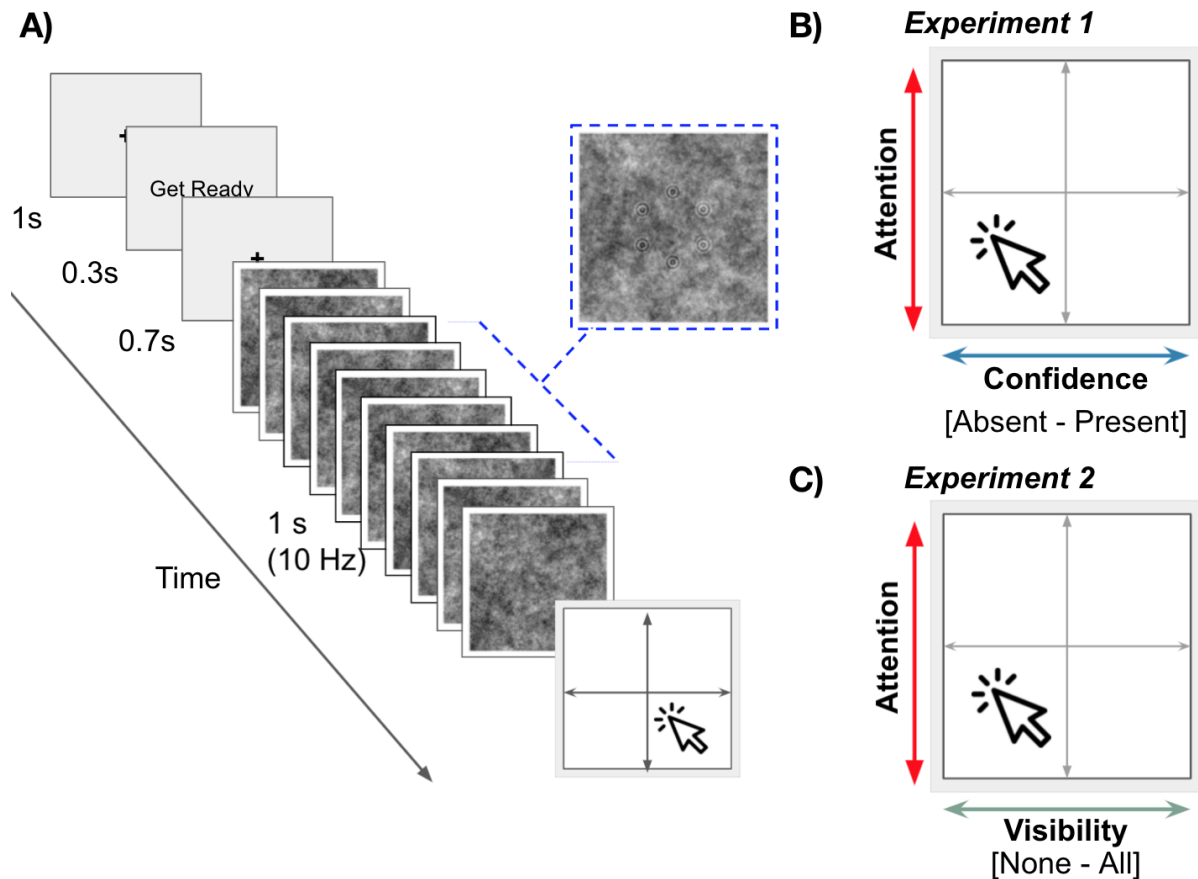 A)
Get Ready
1s
0.3s
0.7s
1 s
(10 Hz)
Time
B)
Experiment 1
Attention
Confidence
[Absent - Present]
C)
Experiment 2
Attention
Visibility
[None - All]